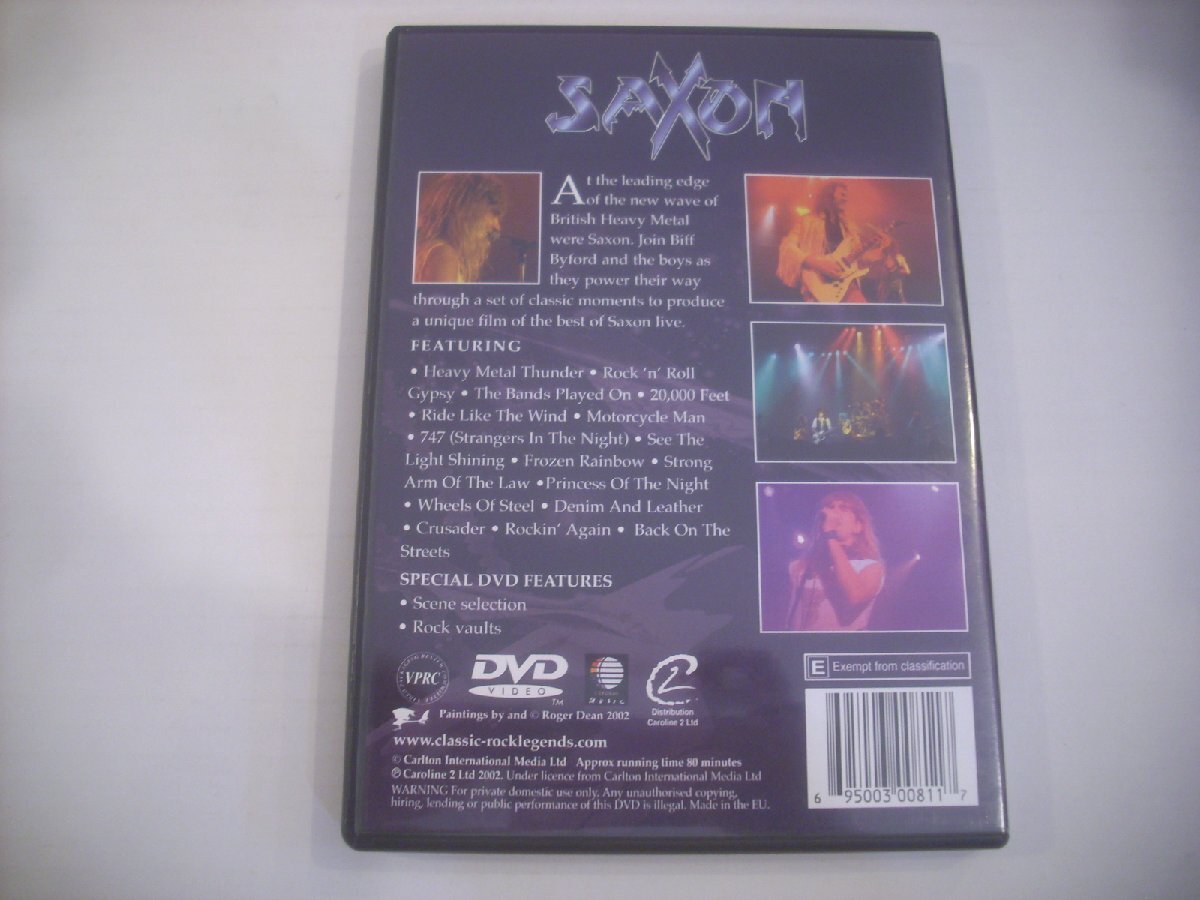 SAXON
At the leading edge
of the new wave of
British Heavy Metal
were Saxon. Join Biff
Byford and the boys as
they power their way
through a set of classic moments to produce
a unique film of the best of Saxon live.
FEATURING
• Heavy Metal Thunder • Rock 'n' Roll
Gypsy • The Bands Played On • 20,000 Feet
• Ride Like The Wind • Motorcycle Man
• 747 (Strangers In The Night) • See The
Light Shining • Frozen Rainbow • Strong
Arm Of The Law •Princess Of The Night
• Wheels Of Steel • Denim And Leather
• Crusader • Rockin' Again • Back On The
Streets
SPECIAL DVD FEATURES
• Scene selection
• Rock vaults
VPRC
DVD
VIDEO
TM
Music
2
Distribution
Caroline 2 Ltd
E Exempt from classification
Paintings by and © Roger Dean 2002
www.classic-rocklegends.com
© Carlton International Media Ltd Approx running time 80 minutes
℗ Caroline 2 Ltd 2002. Under licence from Carlton International Media Ltd
WARNING For private domestic use only. Any unauthorised copying,
hiring, lending or public performance of this DVD is illegal. Made in the EU.
6 95003 00811 7